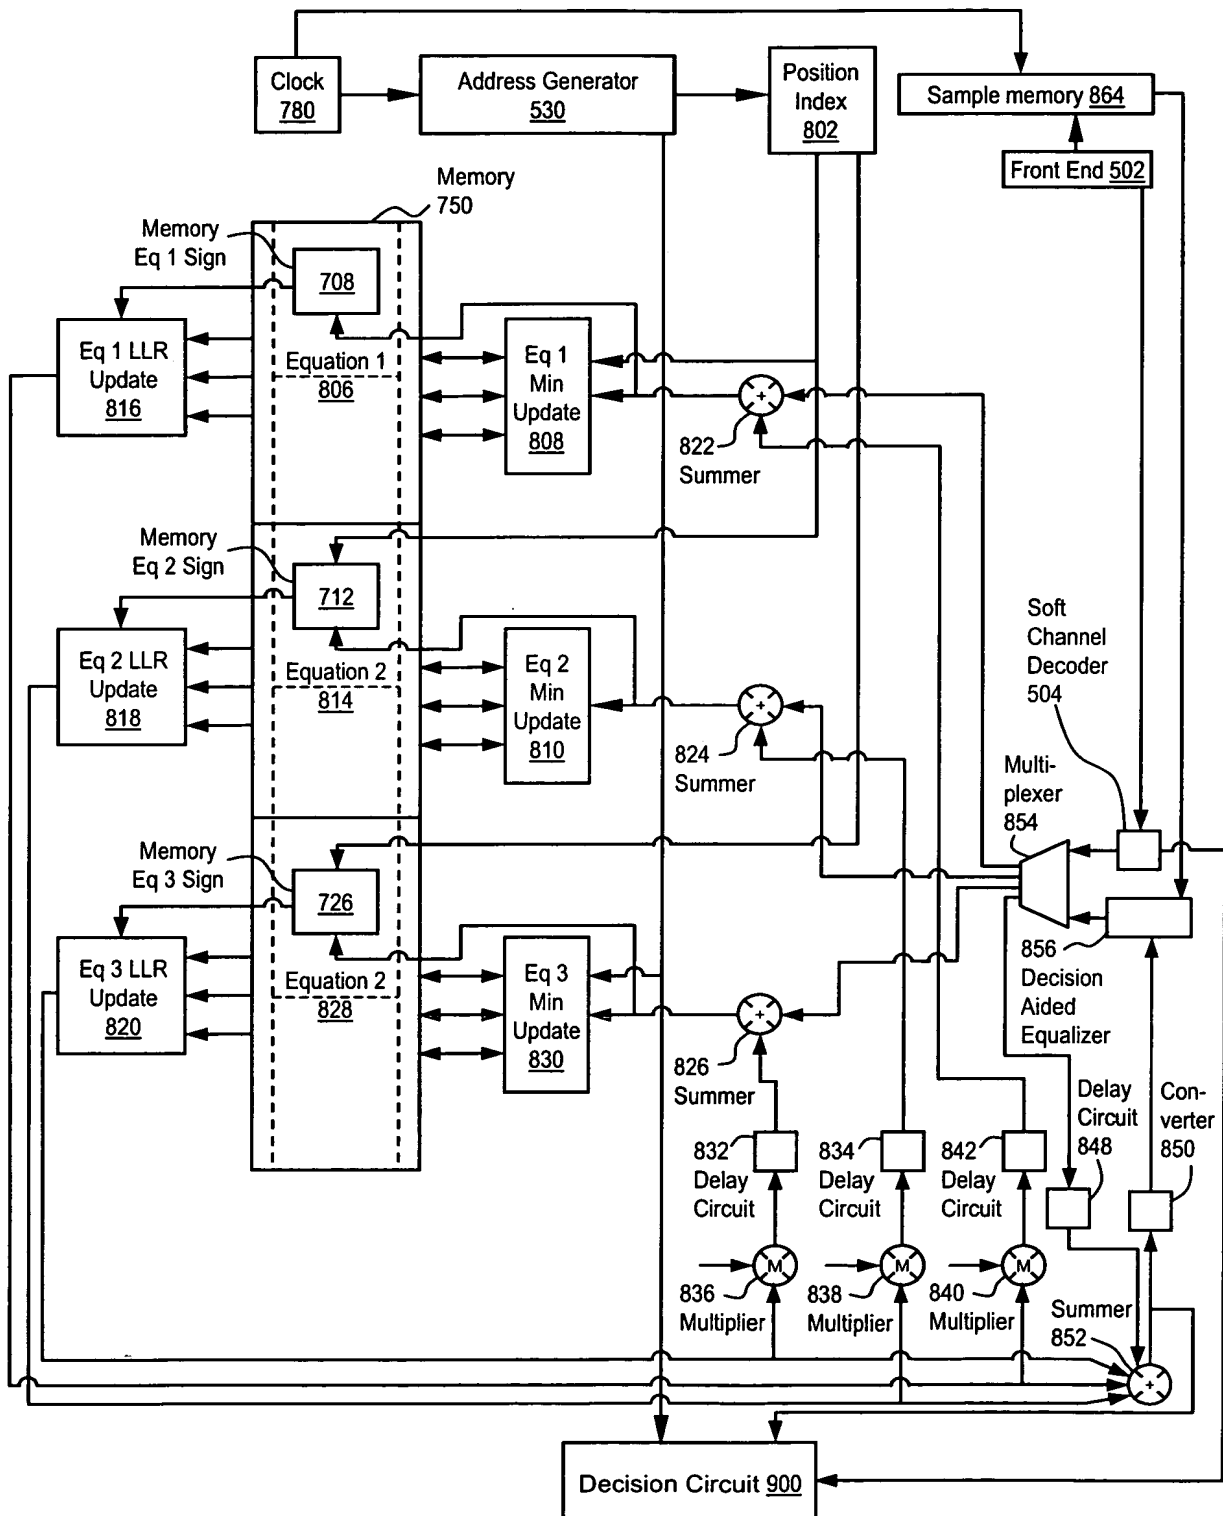 Clock
780
Address Generator
530
Position
Index
802
Sample memory 864
Front End 502
Memory
750
Memory
Eq 1 Sign
708
Eq 1 LLR
Update
816
Equation 1
806
Eq 1
Min
Update
808
+
822
Summer
Memory
Eq 2 Sign
712
Eq 2 LLR
Update
818
Equation 2
814
Eq 2
Min
Update
810
+
824
Summer
Soft
Channel
Decoder
504
Multi-
plexer
854
Memory
Eq 3 Sign
726
Eq 3 LLR
Update
820
Equation 2
828
Eq 3
Min
Update
830
+
826
Summer
856
Decision
Aided
Equalizer
832
Delay
Circuit
834
Delay
Circuit
842
Delay
Circuit
Delay
Circuit
848
Con-
verter
850
M
836
Multiplier
M
838
Multiplier
M
840
Multiplier
Summer
852
+
Decision Circuit 900